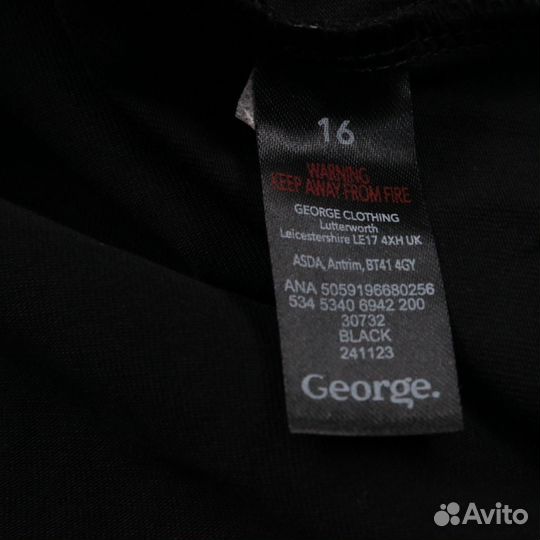 16
WARNING
KEEP AWAY FROM FIRE
GEORGE CLOTHING
Lutterworth
Leicestershire LE17 4XH UK
ASDA, Antrim, BT41 4GY
ANA 5059196680256
534 5340 6942 200
30732
BLACK
241123
George.
Avito